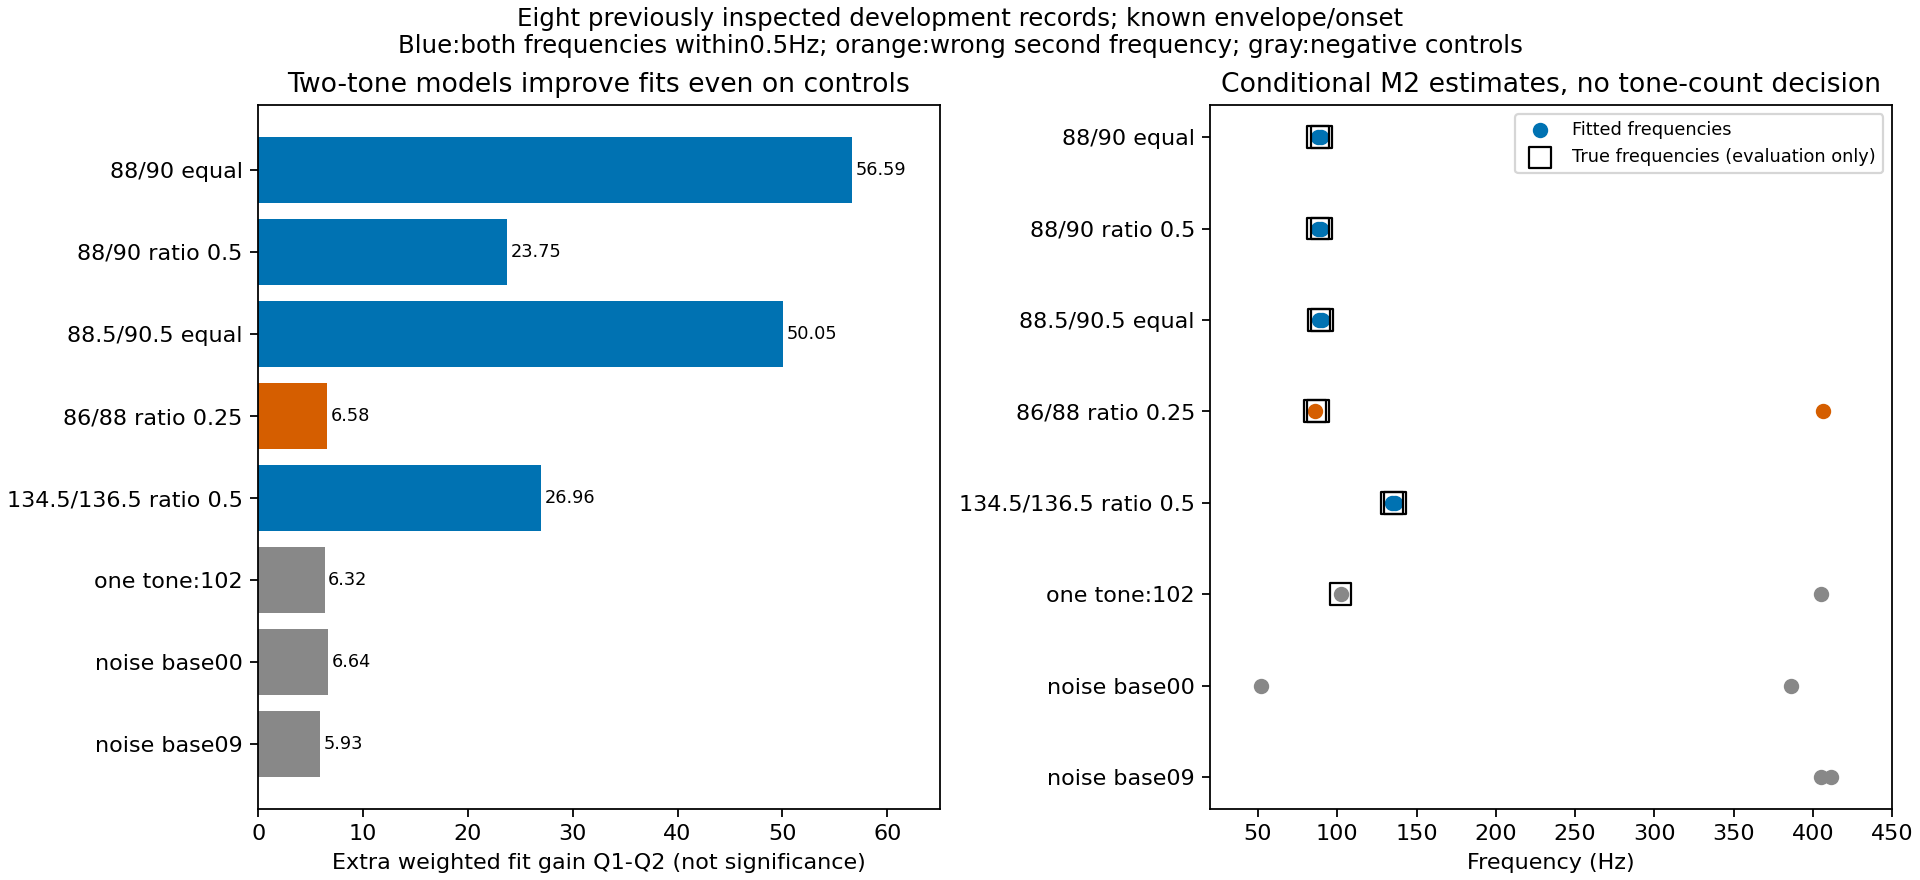 Eight previously inspected development records; known envelope/onset
Blue:both frequencies within0.5Hz; orange:wrong second frequency; gray:negative controls
Two-tone models improve fits even on controls
88/90 equal
56.59
88/90 ratio 0.5
23.75
88.5/90.5 equal
50.05
86/88 ratio 0.25
6.58
134.5/136.5 ratio 0.5
26.96
one tone:102
6.32
noise base00
6.64
noise base09
5.93
0 10 20 30 40 50 60
Extra weighted fit gain Q1-Q2 (not significance)
Conditional M2 estimates, no tone-count decision
Fitted frequencies
True frequencies (evaluation only)
88/90 equal
88/90 ratio 0.5
88.5/90.5 equal
86/88 ratio 0.25
134.5/136.5 ratio 0.5
one tone:102
noise base00
noise base09
50 100 150 200 250 300 350 400 450
Frequency (Hz)